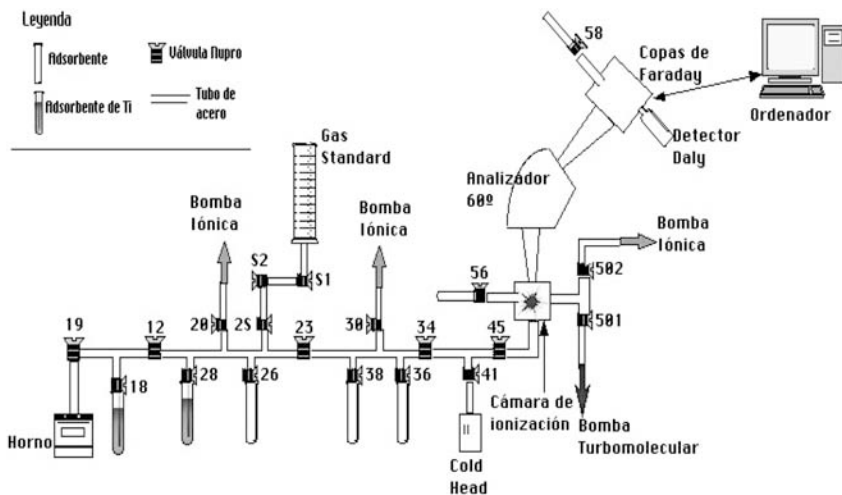 Leyenda
Adsorbente
Válvula Nupro
Adsorbente de Ti
Tubo de
acero
Gas
Standard
58
Copas de
Faraday
Ordenador
Detector
Daly
Analizador
60º
Bomba
Iónica
Bomba
Iónica
Bomba
Iónica
S2
S1
56
502
501
19
12
20
2S
23
30
34
45
18
28
26
38
36
41
Horno
Cold
Head
Cámara de
ionización
Bomba
Turbomolecular